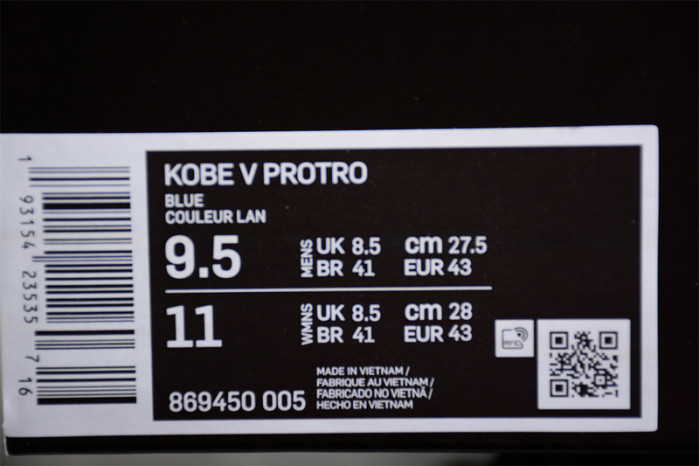 1 93154 23535 7 16
KOBE V PROTRO
BLUE
COULEUR LAN
9.5 MENS UK 8.5 cm 27.5
BR 41 EUR 43
11 WMNS UK 8.5 cm 28
BR 41 EUR 43
869450 005
MADE IN VIETNAM /
FABRIQUE AU VIETNAM /
FABRICADO NO VIETNÃ /
HECHO EN VIETNAM